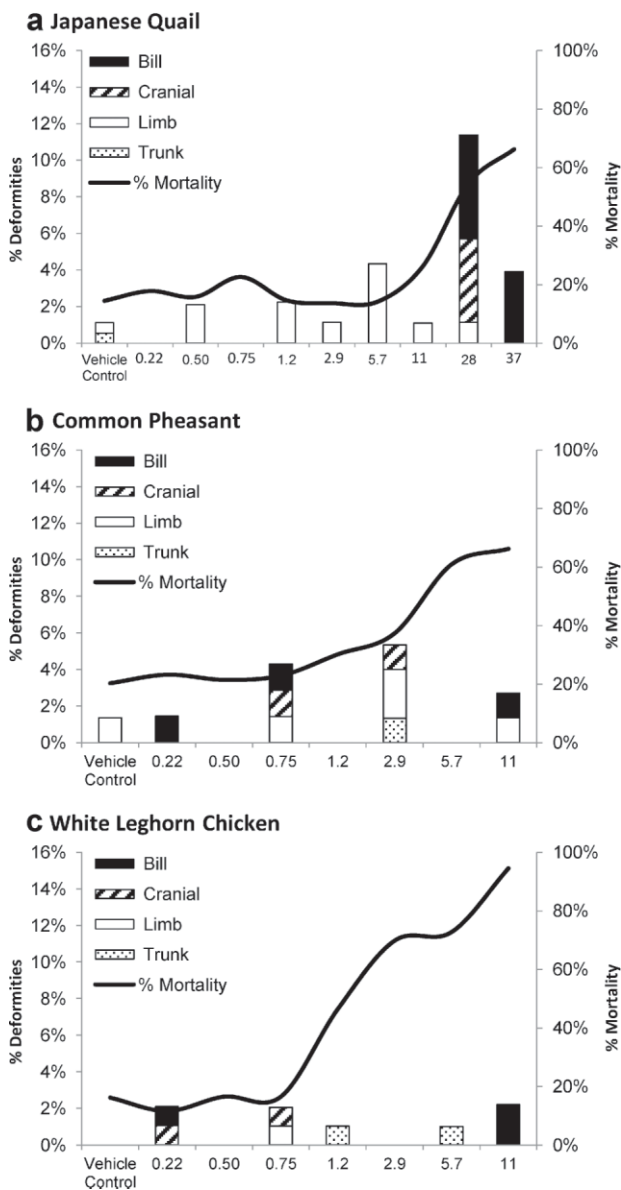 a Japanese Quail
16% 100%
14% Bill
12% Cranial 80%
10% Limb
8% Trunk 60%
6% % Mortality
4% 40%
2% 20%
0% 0%
% Deformities
% Mortality
Vehicle Control 0.22 0.50 0.75 1.2 2.9 5.7 11 28 37
b Common Pheasant
16% 100%
14% Bill
12% Cranial 80%
10% Limb
8% Trunk 60%
6% % Mortality
4% 40%
2% 20%
0% 0%
% Deformities
% Mortality
Vehicle Control 0.22 0.50 0.75 1.2 2.9 5.7 11
c White Leghorn Chicken
16% 100%
14% Bill
12% Cranial 80%
10% Limb
8% Trunk 60%
6% % Mortality
4% 40%
2% 20%
0% 0%
% Deformities
% Mortality
Vehicle Control 0.22 0.50 0.75 1.2 2.9 5.7 11